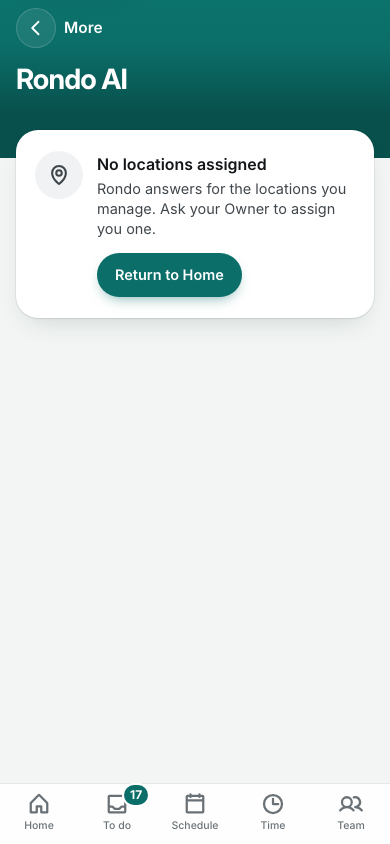 More
Rondo AI
No locations assigned
Rondo answers for the locations you
manage. Ask your Owner to assign
you one.
Return to Home
17
Home
To do
Schedule
Time
Team